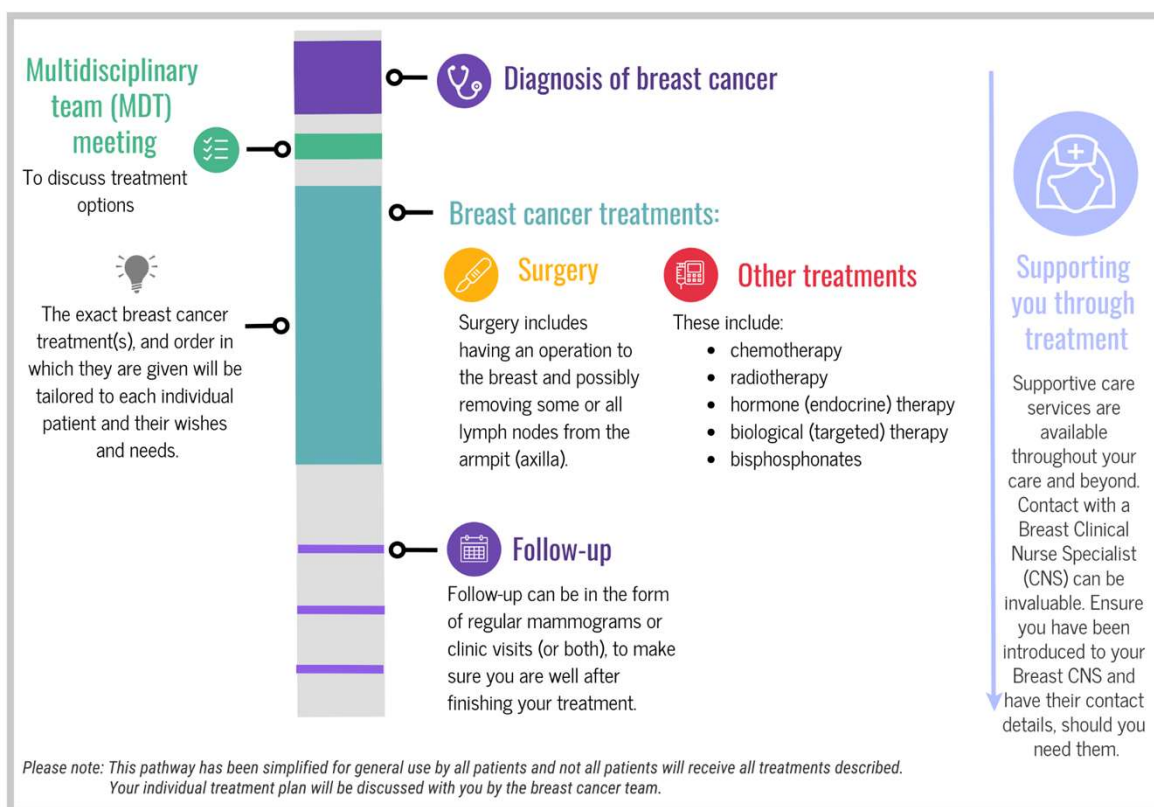 Multidisciplinary
team (MDT)
meeting
To discuss treatment
options
Diagnosis of breast cancer
The exact breast cancer
treatment(s), and order in
which they are given will be
tailored to each individual
patient and their wishes
and needs.
Breast cancer treatments:
Surgery
Surgery includes
having an operation to
the breast and possibly
removing some or all
lymph nodes from the
armpit (axilla).
Other treatments
These include:
• chemotherapy
• radiotherapy
• hormone (endocrine) therapy
• biological (targeted) therapy
• bisphosphonates
Follow-up
Follow-up can be in the form
of regular mammograms or
clinic visits (or both), to make
sure you are well after
finishing your treatment.
Supporting
you through
treatment
Supportive care
services are
available
throughout your
care and beyond.
Contact with a
Breast Clinical
Nurse Specialist
(CNS) can be
invaluable. Ensure
you have been
introduced to your
Breast CNS and
have their contact
details, should you
need them.
Please note: This pathway has been simplified for general use by all patients and not all patients will receive all treatments described.
Your individual treatment plan will be discussed with you by the breast cancer team.